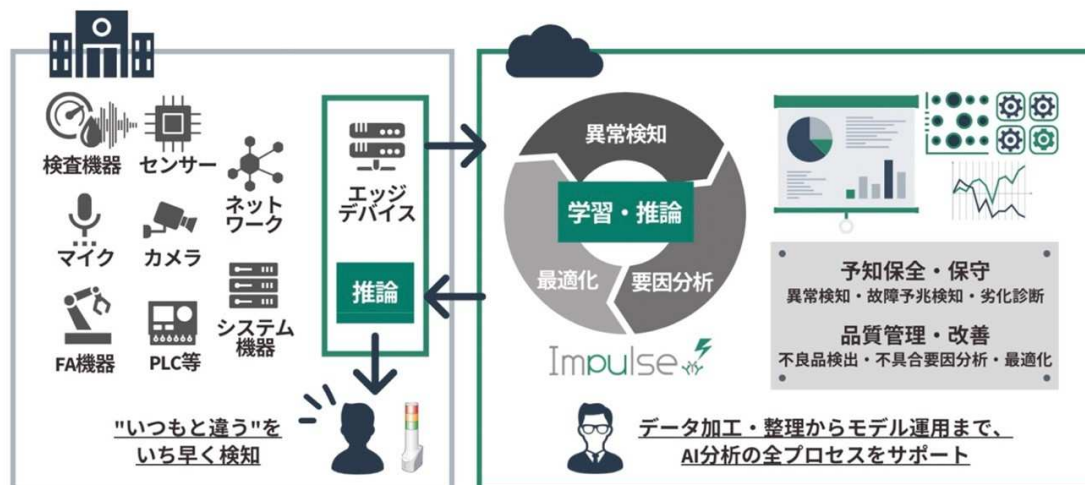 検査機器
センサー
ネット
ワーク
マイク
カメラ
FA機器
PLC等
システム
機器
エッジ
デバイス
推論
"いつもと違う"を
いち早く検知
異常検知
学習・推論
最適化
要因分析
Impulse
予知保全・保守
異常検知・故障予兆検知・劣化診断
品質管理・改善
不良品検出・不具合要因分析・最適化
データ加工・整理からモデル運用まで、
AI分析の全プロセスをサポート